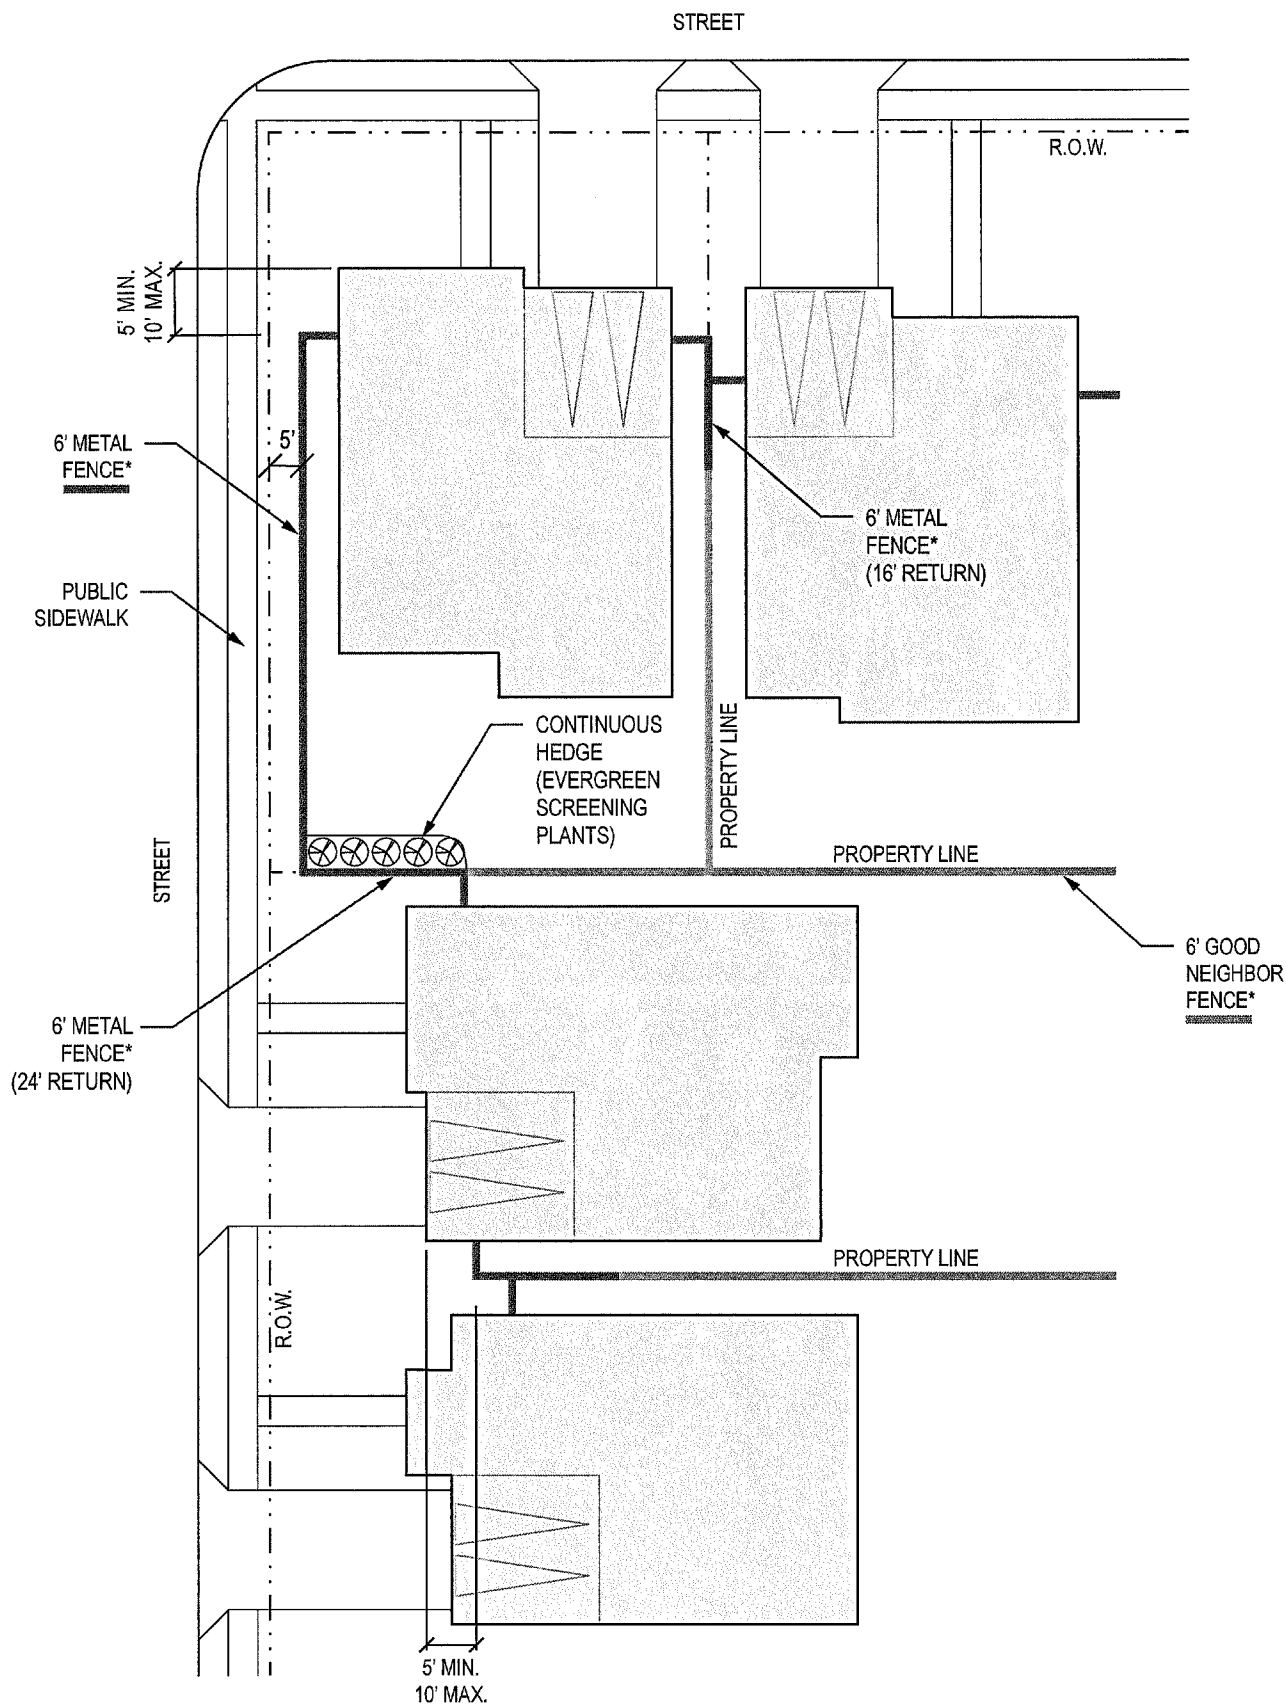 STREET
R.O.W.
5' MIN.
10' MAX.
6' METAL
FENCE*
5'
6' METAL
FENCE*
(16' RETURN)
PUBLIC
SIDEWALK
CONTINUOUS
HEDGE
(EVERGREEN
SCREENING
PLANTS)
PROPERTY LINE
STREET
PROPERTY LINE
6' GOOD
NEIGHBOR
FENCE*
6' METAL
FENCE*
(24' RETURN)
PROPERTY LINE
R.O.W.
5' MIN.
10' MAX.